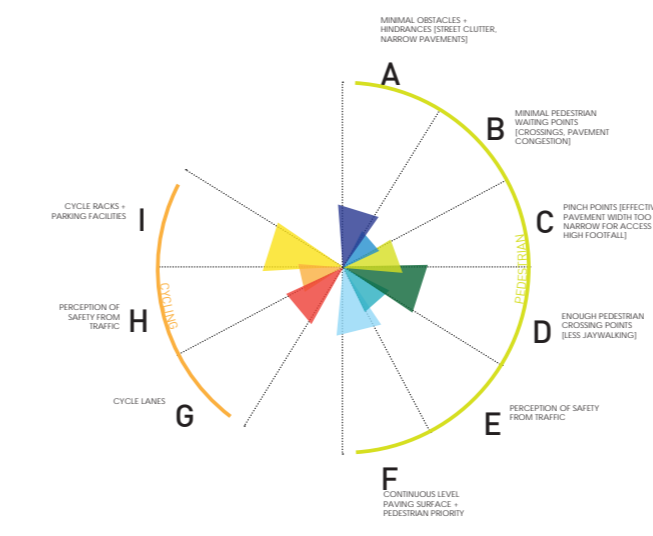 MINIMAL OBSTACLES +
HINDRANCES [STREET CLUTTER,
NARROW PAVEMENTS]
A
B
MINIMAL PEDESTRIAN
WAITING POINTS
[CROSSINGS, PAVEMENT
CONGESTION]
C
PINCH POINTS [EFFECTIV
PAVEMENT WIDTH TOO
NARROW FOR ACCESS
HIGH FOOTFALL]
PEDESTRIAN
D
ENOUGH PEDESTRIAN
CROSSING POINTS
[LESS JAYWALKING]
E
PERCEPTION OF SAFETY
FROM TRAFFIC
F
CONTINUOUS LEVEL
PAVING SURFACE +
PEDESTRIAN PRIORITY
CYCLE LANES
G
PERCEPTION OF
SAFETY FROM
TRAFFIC
H
CYCLING
CYCLE RACKS +
PARKING FACILITIES
I